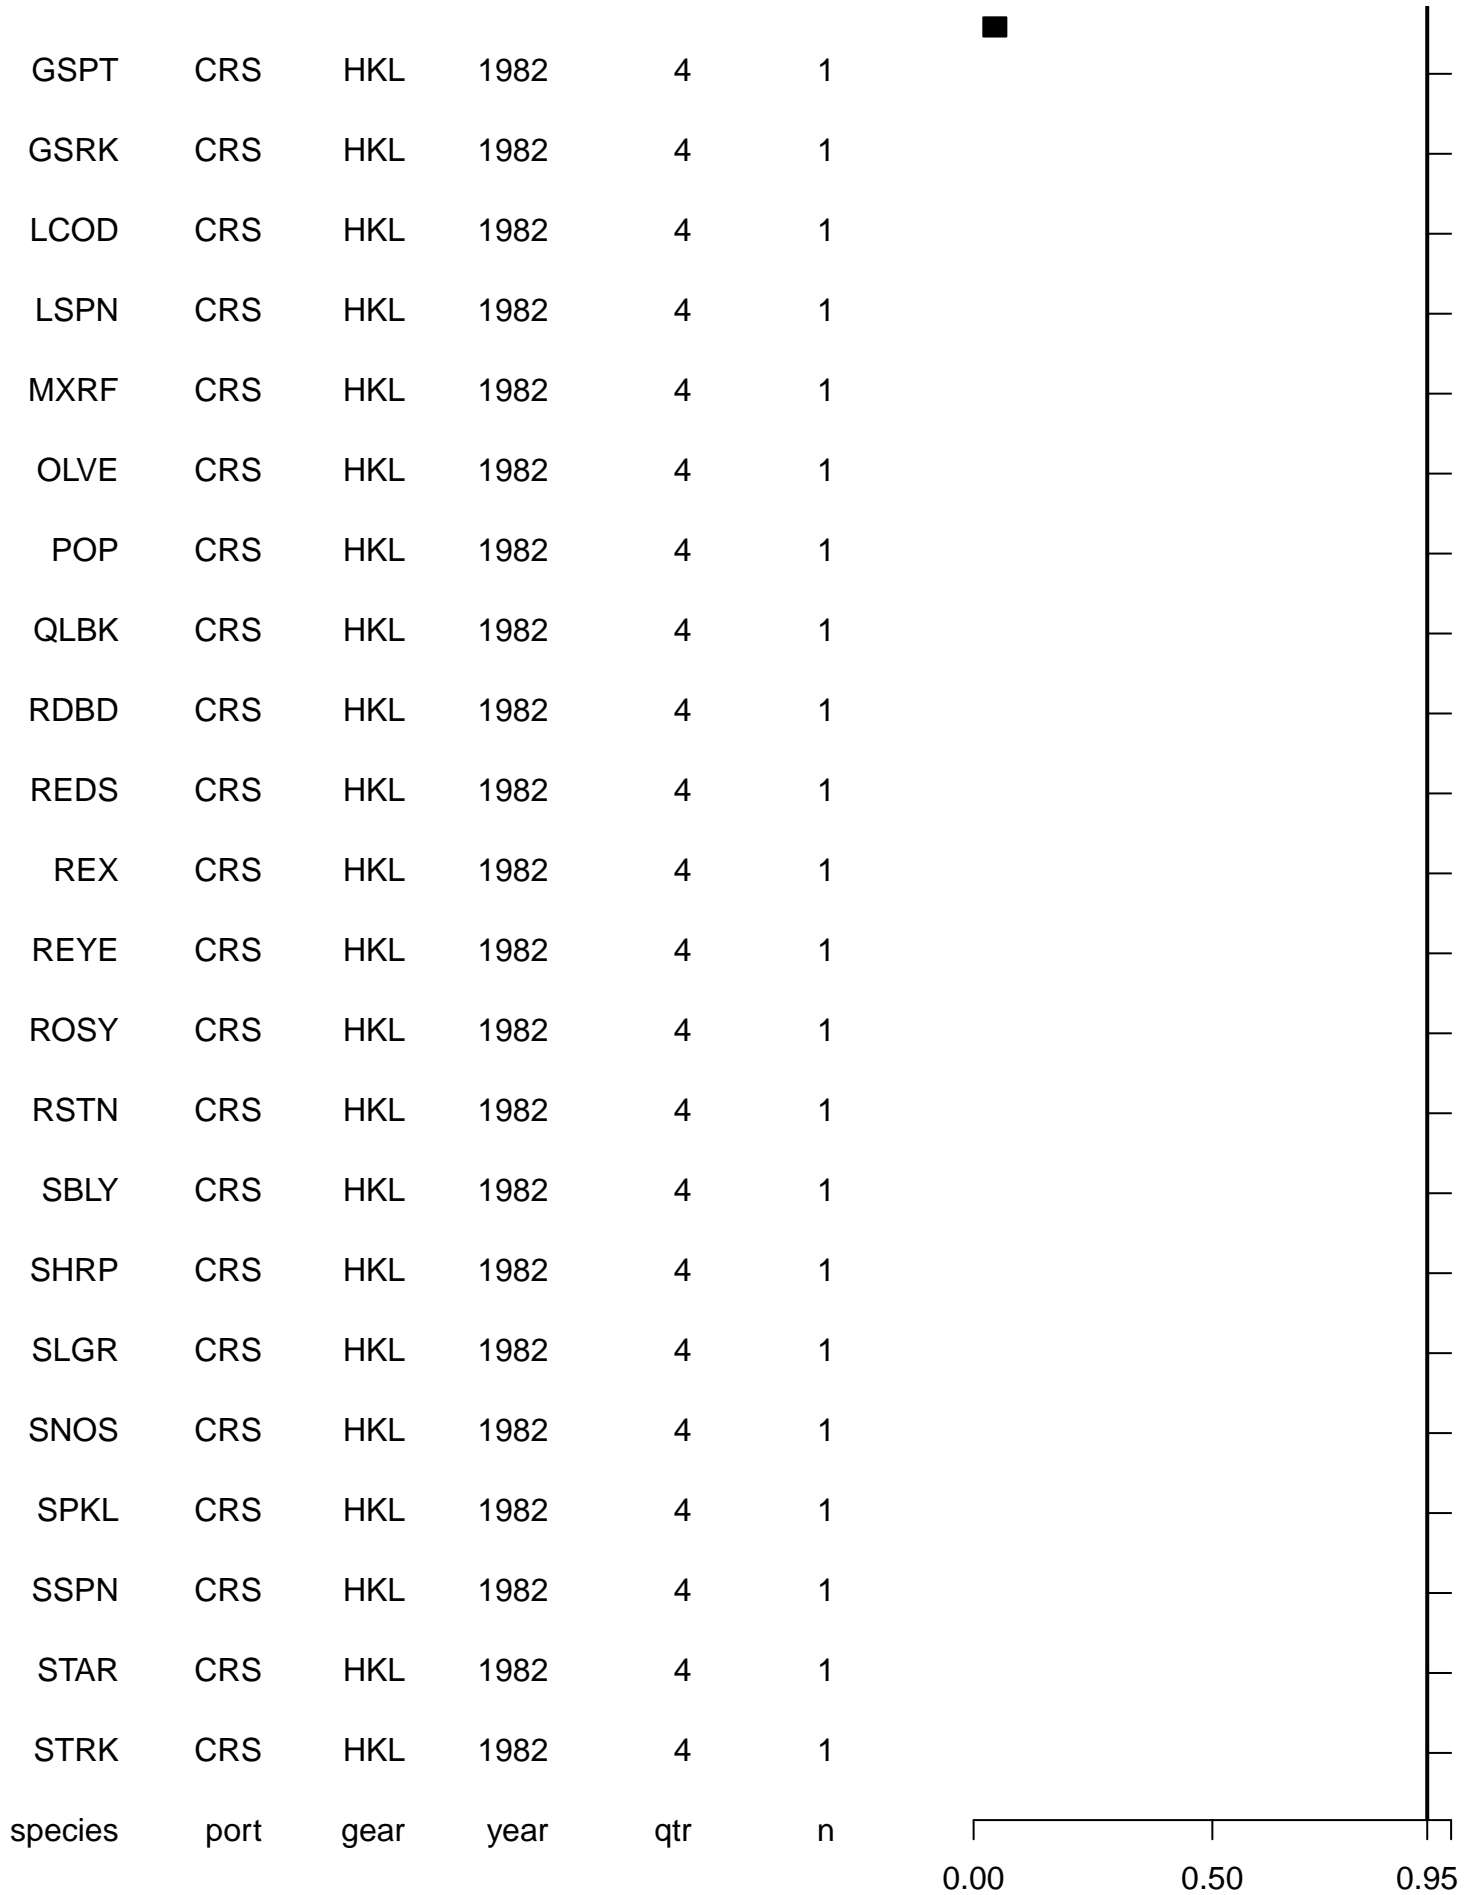 GSPT CRS HKL 1982 4 1
GSRK CRS HKL 1982 4 1
LCOD CRS HKL 1982 4 1
LSPN CRS HKL 1982 4 1
MXRF CRS HKL 1982 4 1
OLVE CRS HKL 1982 4 1
POP CRS HKL 1982 4 1
QLBK CRS HKL 1982 4 1
RDBD CRS HKL 1982 4 1
REDS CRS HKL 1982 4 1
REX CRS HKL 1982 4 1
REYE CRS HKL 1982 4 1
ROSY CRS HKL 1982 4 1
RSTN CRS HKL 1982 4 1
SBLY CRS HKL 1982 4 1
SHRP CRS HKL 1982 4 1
SLGR CRS HKL 1982 4 1
SNOS CRS HKL 1982 4 1
SPKL CRS HKL 1982 4 1
SSPN CRS HKL 1982 4 1
STAR CRS HKL 1982 4 1
STRK CRS HKL 1982 4 1
species port gear year qtr n
0.00 0.50 0.95